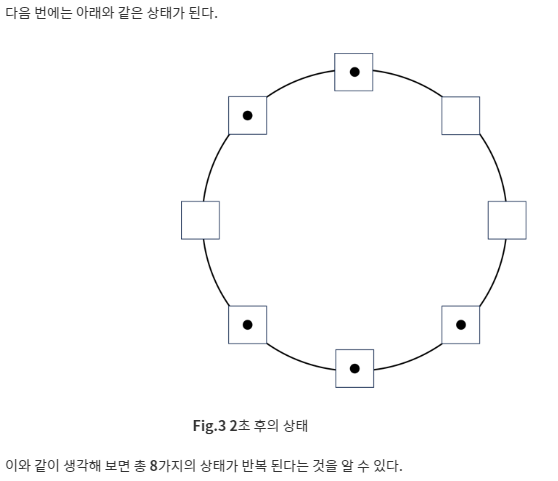 다음 번에는 아래와 같은 상태가 된다.
Fig.3 2초 후의 상태
이와 같이 생각해 보면 총 8가지의 상태가 반복 된다는 것을 알 수 있다.